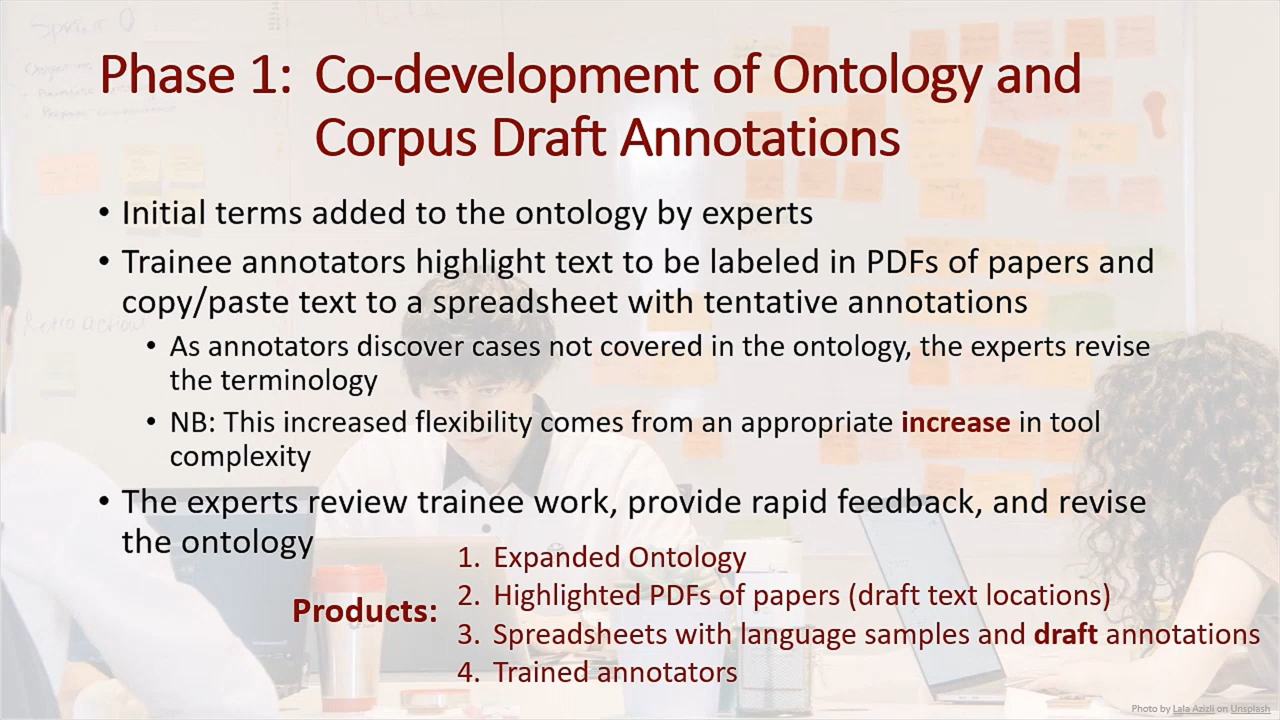 Phase 1: Co-development of Ontology and
Corpus Draft Annotations
• Initial terms added to the ontology by experts
• Trainee annotators highlight text to be labeled in PDFs of papers and
copy/paste text to a spreadsheet with tentative annotations
• As annotators discover cases not covered in the ontology, the experts revise
the terminology
• NB: This increased flexibility comes from an appropriate increase in tool
complexity
• The experts review trainee work, provide rapid feedback, and revise
the ontology
Products:
1. Expanded Ontology
2. Highlighted PDFs of papers (draft text locations)
3. Spreadsheets with language samples and draft annotations
4. Trained annotators
Photo by Lala Azizli on Unsplash